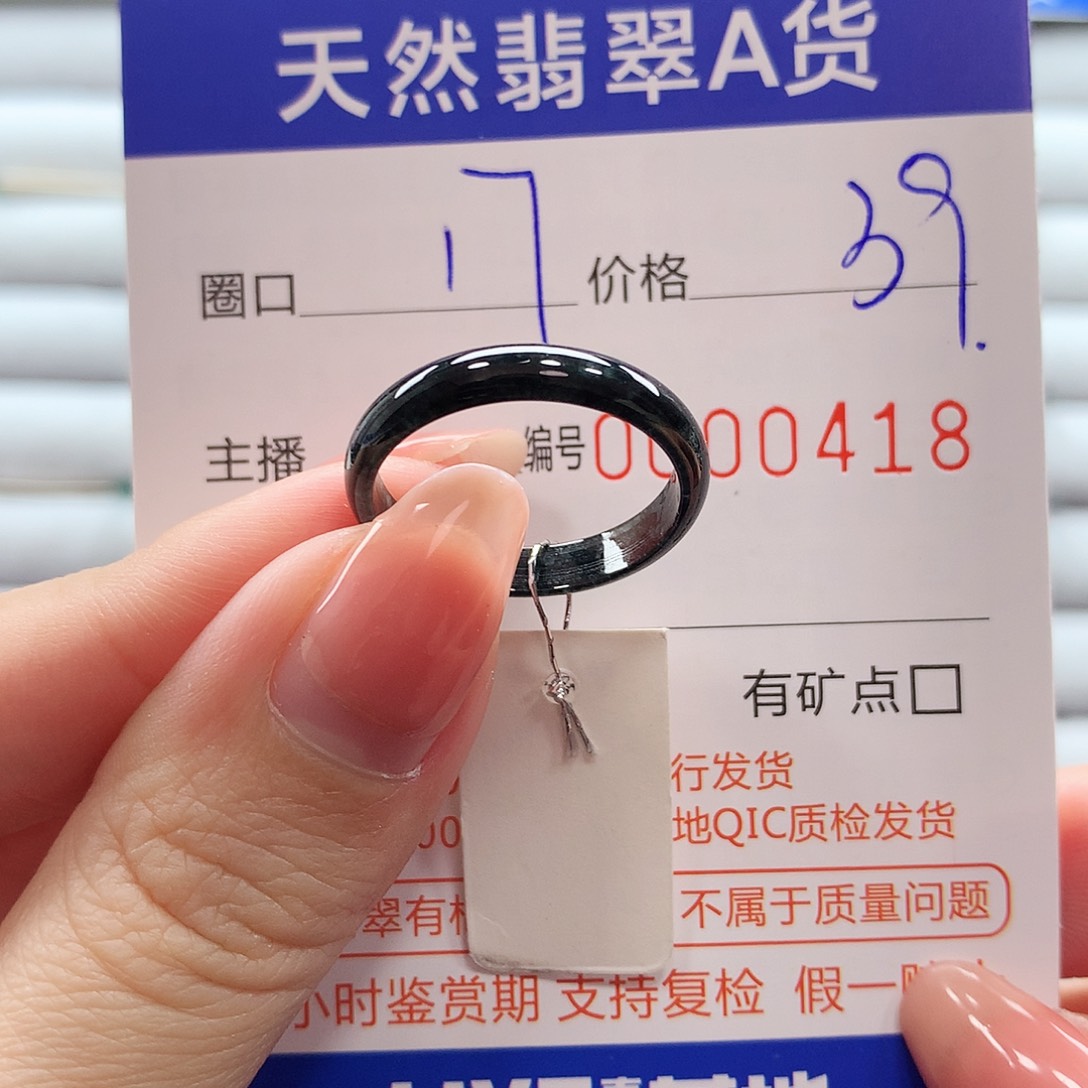 天然翡翠A货
圈口 17 价格 39.
主播 编号 0000418
有矿点□
行发货
00 地QIC质检发货
翠有 不属于质量问题
小时鉴赏期 支持复检 假一